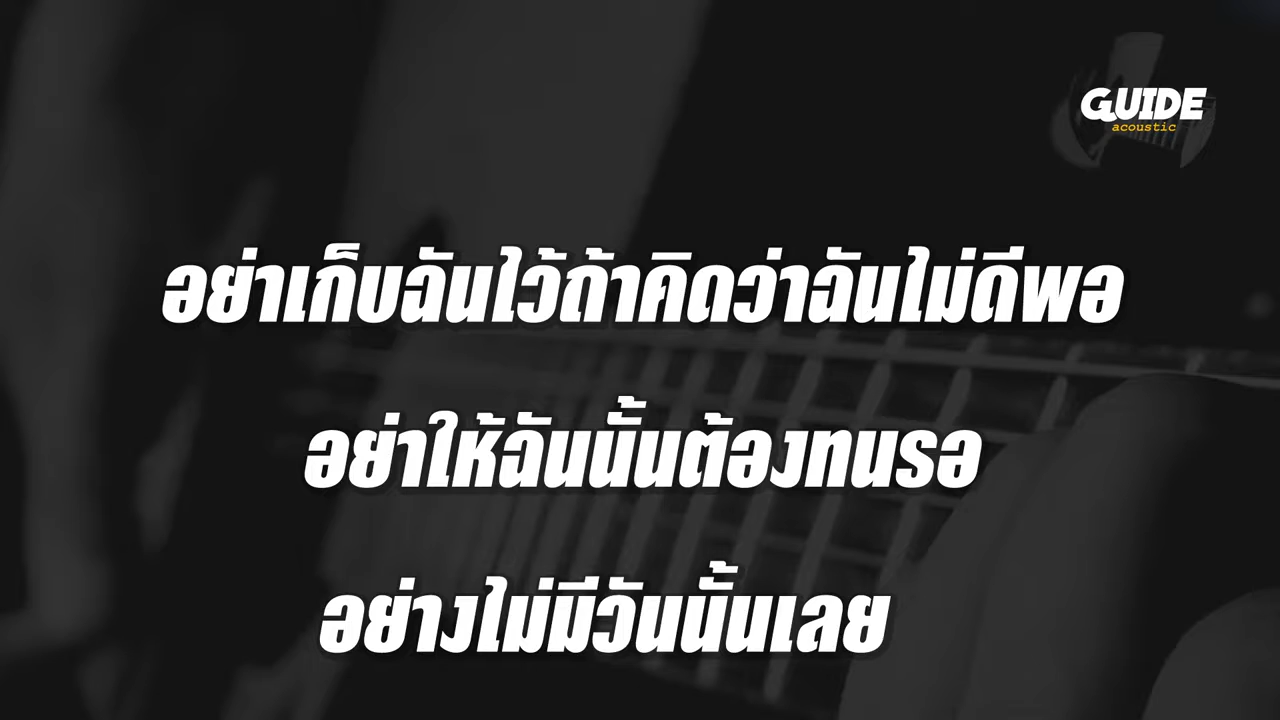 GUIDE
acoustic
อย่าเก็บฉันไว้ถ้าคิดว่าฉันไม่ดีพอ
อย่าให้ฉันนั้นต้องทนรอ
อย่างไม่มีวันนั้นเลย